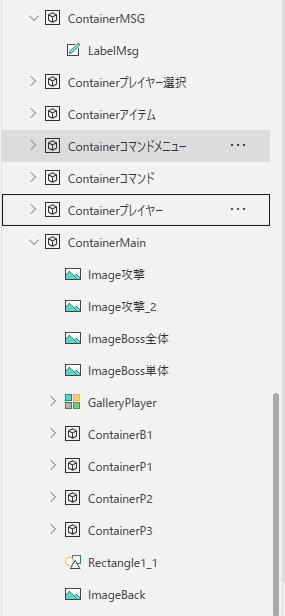 ContainerMSG
LabelMsg
Containerプレイヤー選択
Containerアイテム
Containerコマンドメニュー
Containerコマンド
Containerプレイヤー
ContainerMain
Image攻撃
Image攻撃_2
ImageBoss全体
ImageBoss単体
GalleryPlayer
ContainerB1
ContainerP1
ContainerP2
ContainerP3
Rectangle1_1
ImageBack